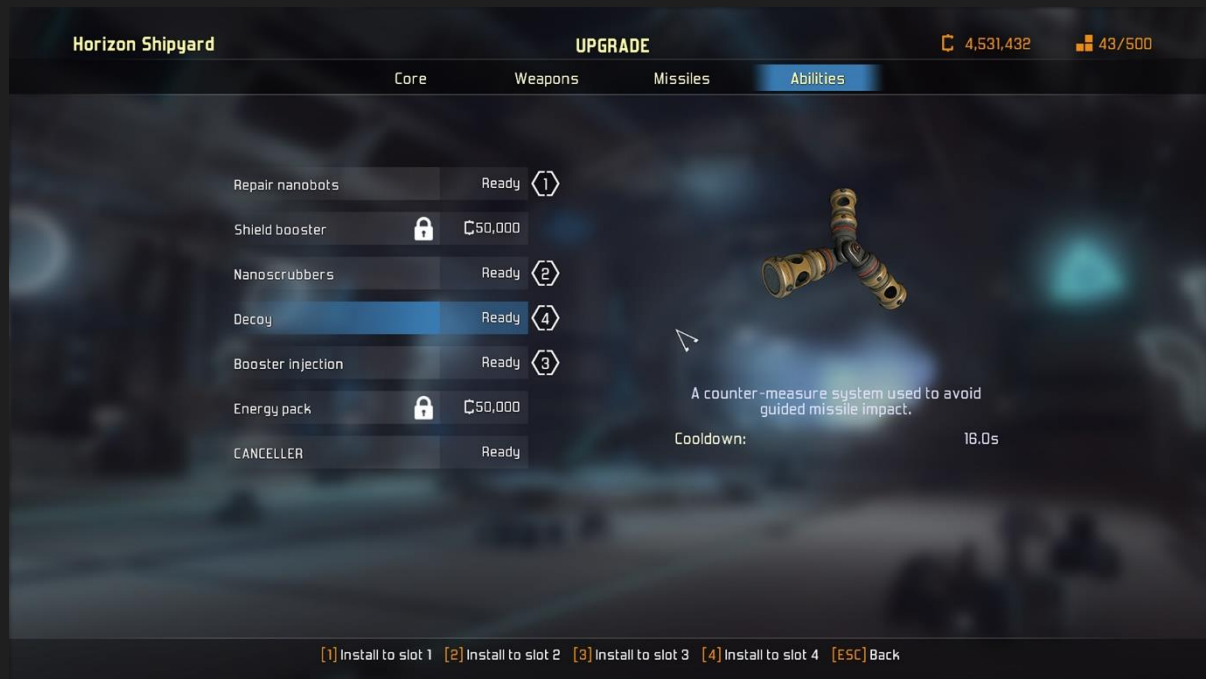 Horizon Shipyard
UPGRADE
4,531,432
43/500
Core Weapons Missiles Abilities
Repair nanobots Ready 1
Shield booster 50,000
Nanoscrubbers Ready 2
Decoy Ready 4
Booster injection Ready 3
Energy pack 50,000
CANCELLER Ready
A counter-measure system used to avoid
guided missile impact.
Cooldown: 16.0s
[1] Install to slot 1 [2] Install to slot 2 [3] Install to slot 3 [4] Install to slot 4 [ESC] Back